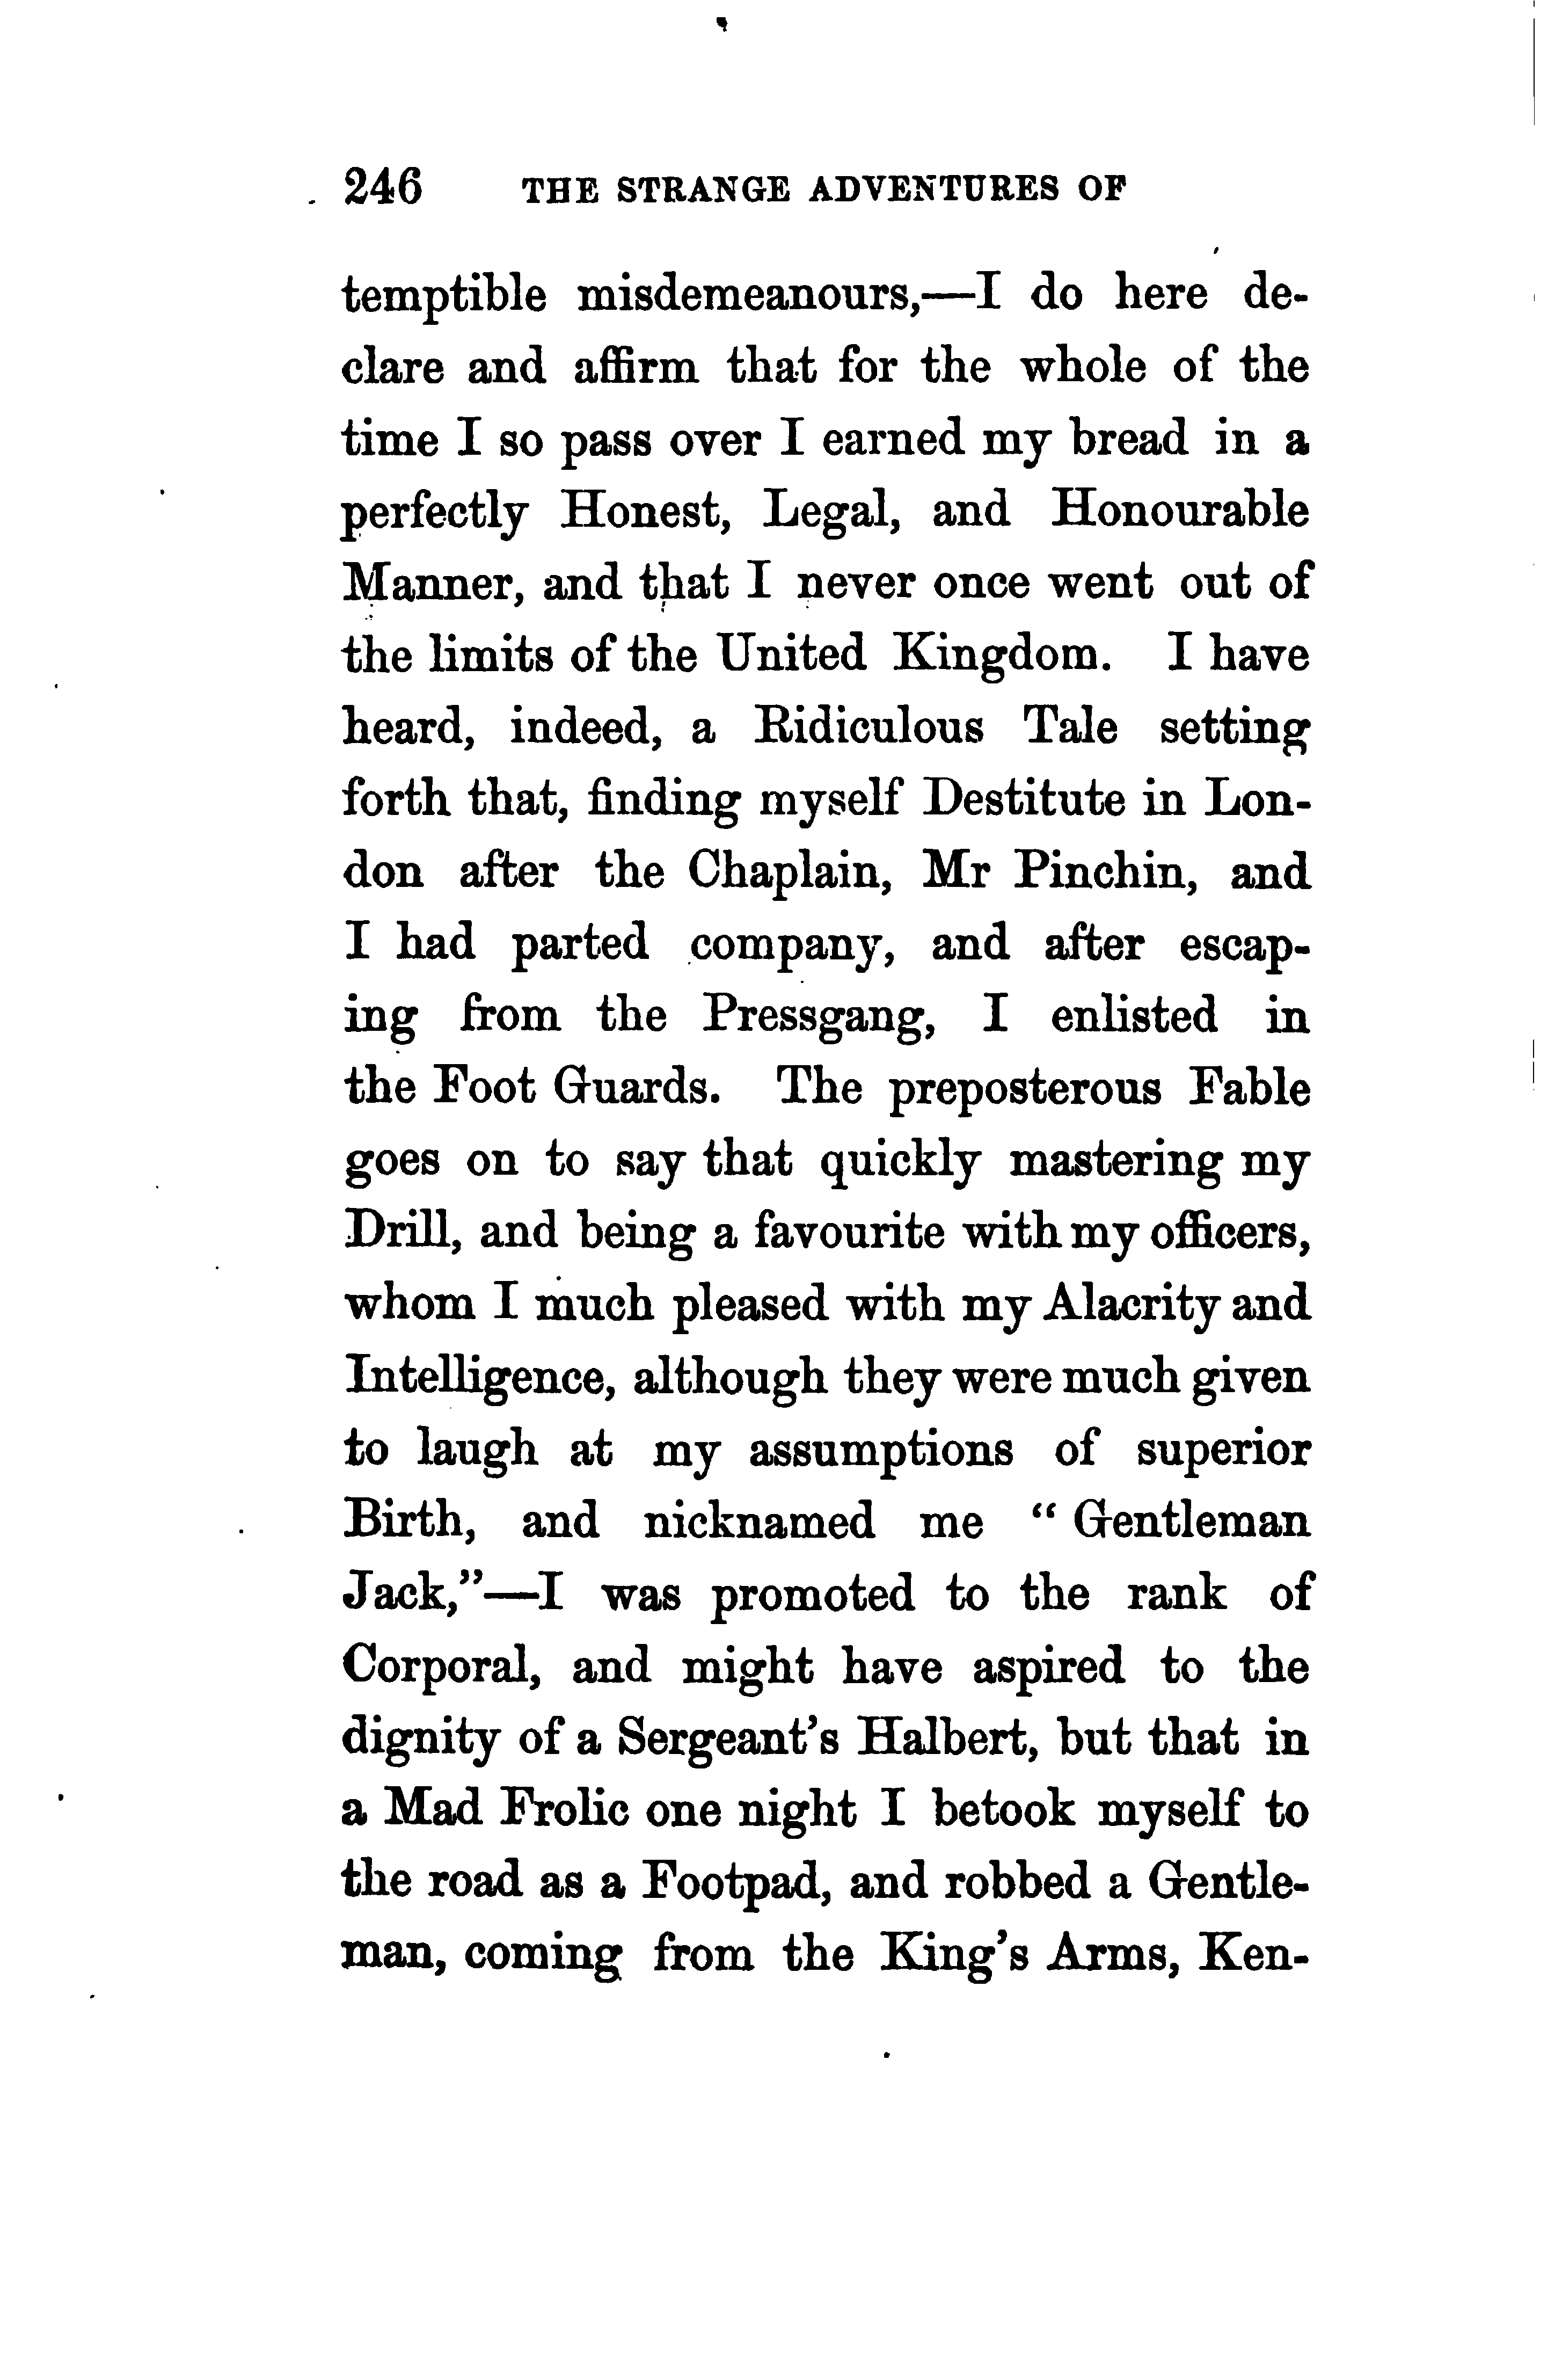 246 THE STRANGE ADVENTURES OF
temptible misdemeanours,—I do here de-
clare and affirm that for the whole of the
time I so pass over I earned my bread in a
perfectly Honest, Legal, and Honourable
Manner, and that I never once went out of
the limits of the United Kingdom. I have
heard, indeed, a Ridiculous Tale setting
forth that, finding myself Destitute in Lon-
don after the Chaplain, Mr Pinchin, and
I had parted company, and after escap-
ing from the Pressgang, I enlisted in
the Foot Guards. The preposterous Fable
goes on to say that quickly mastering my
Drill, and being a favourite with my officers,
whom I much pleased with my Alacrity and
Intelligence, although they were much given
to laugh at my assumptions of superior
Birth, and nicknamed me “ Gentleman
Jack,”—I was promoted to the rank of
Corporal, and might have aspired to the
dignity of a Sergeant’s Halbert, but that in
a Mad Frolic one night I betook myself to
the road as a Footpad, and robbed a Gentle-
man, coming from the King’s Arms, Ken-